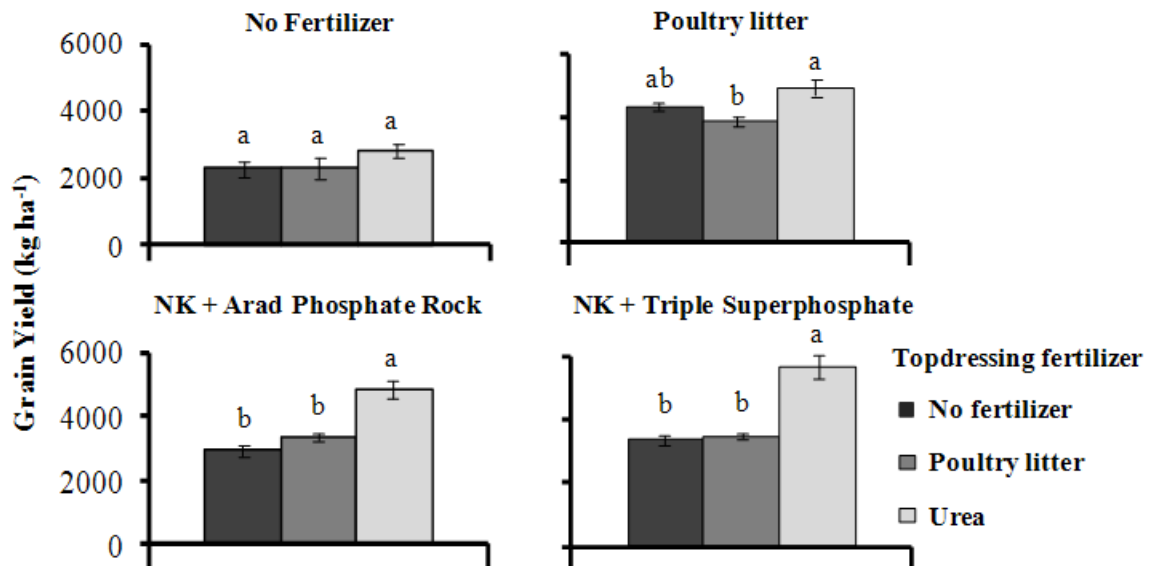 No Fertilizer
Poultry litter
6000
4000
2000
0
a
a
a
ab
b
a
Grain Yield (kg ha⁻¹)
NK + Arad Phosphate Rock
NK + Triple Superphosphate
6000
4000
2000
0
b
b
a
b
b
a
Topdressing fertilizer
No fertilizer
Poultry litter
Urea